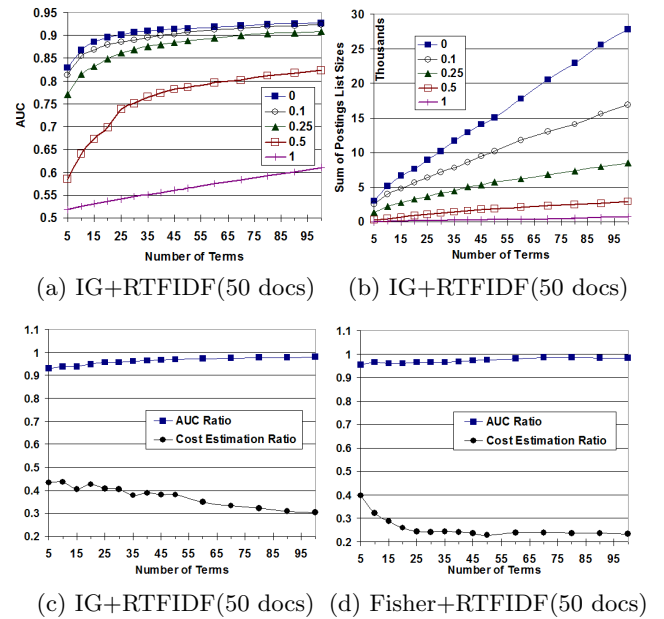 0.95
0.9
0.85
0.8
0.75
0.7
0.65
0.6
0.55
0.5
AUC
0
0.1
0.25
0.5
1
5 15 25 35 45 55 65 75 85 95
Number of Terms
(a) IG+RTFIDF(50 docs)
30
25
20
15
10
5
0
Sum of Postings List Sizes
Thousands
0
0.1
0.25
0.5
1
5 15 25 35 45 55 65 75 85 95
Number of Terms
(b) IG+RTFIDF(50 docs)
1.1
1
0.9
0.8
0.7
0.6
0.5
0.4
0.3
0.2
AUC Ratio
Cost Estimation Ratio
5 15 25 35 45 55 65 75 85 95
Number of Terms
(c) IG+RTFIDF(50 docs)
1.1
1
0.9
0.8
0.7
0.6
0.5
0.4
0.3
0.2
AUC Ratio
Cost Estimation Ratio
5 15 25 35 45 55 65 75 85 95
Number of Terms
(d) Fisher+RTFIDF(50 docs)